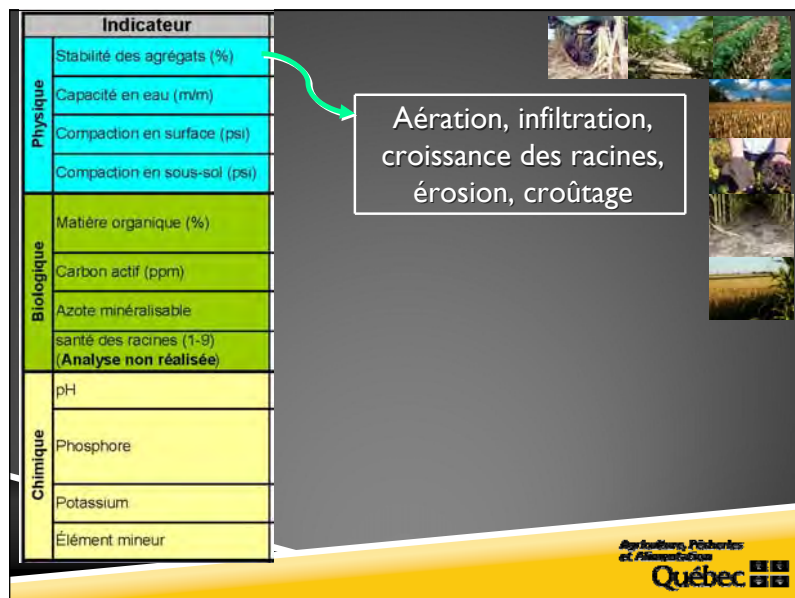 Indicateur
Physique
Stabilité des agrégats (%)
Capacité en eau (m/m)
Compaction en surface (psi)
Compaction en sous-sol (psi)
Biologique
Matière organique (%)
Carbon actif (ppm)
Azote minéralisable
santé des racines (1-9)
(Analyse non réalisée)
Chimique
pH
Phosphore
Potassium
Élément mineur
Aération, infiltration,
croissance des racines,
érosion, croûtage
Agriculture, Pêcheries
et Alimentation
Québec